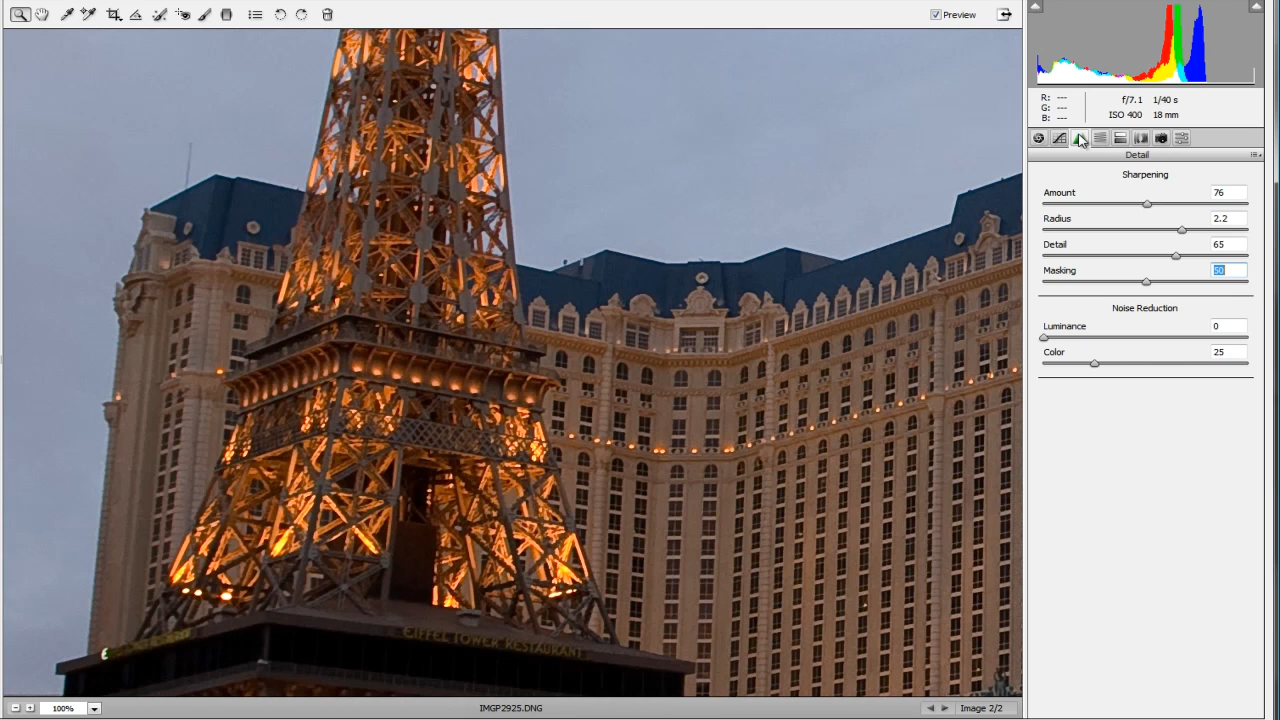 Preview
R: ---
G: ---
B: ---
f/7.1 1/40 s
ISO 400 18 mm
Detail
Sharpening
Amount 76
Radius 2.2
Detail 65
Masking 50
Noise Reduction
Luminance 0
Color 25
EIFFEL TOWER RESTAURANT
100%
IMGP2925.DNG
Image 2/2